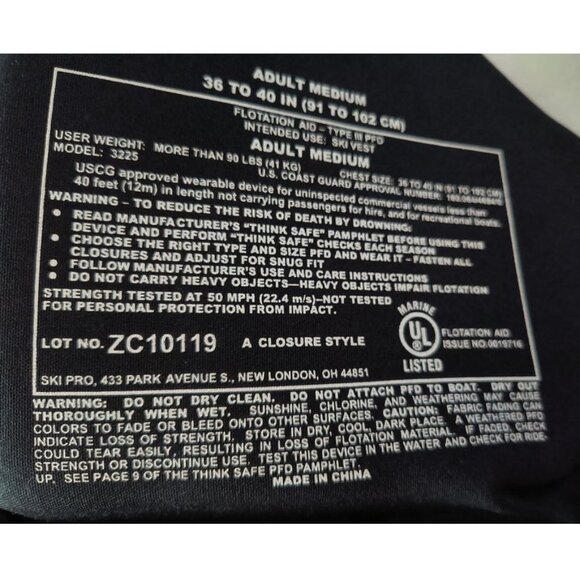 ADULT MEDIUM
36 TO 40 IN (91 TO 102 CM)
FLOTATION AID – TYPE III PFD
INTENDED USE: SKI VEST
ADULT MEDIUM
USER WEIGHT: MORE THAN 90 LBS (41 KG) CHEST SIZE: 36 TO 40 IN (91 TO 102 CM)
MODEL: 3225 U.S. COAST GUARD APPROVAL NUMBER:
USCG approved wearable device for uninspected commercial vessels less than
40 feet (12m) in length not carrying passengers for hire, and for recreational boats.
WARNING – TO REDUCE THE RISK OF DEATH BY DROWNING:
• READ MANUFACTURER'S "THINK SAFE" PAMPHLET BEFORE USING THIS
DEVICE AND PERFORM "THINK SAFE" CHECKS EACH SEASON
• CHOOSE THE RIGHT TYPE AND SIZE PFD AND WEAR IT – FASTEN ALL
CLOSURES AND ADJUST FOR SNUG FIT
• FOLLOW MANUFACTURER'S USE AND CARE INSTRUCTIONS
• DO NOT CARRY HEAVY OBJECTS—HEAVY OBJECTS IMPAIR FLOTATION
STRENGTH TESTED AT 50 MPH (22.4 m/s)–NOT TESTED
FOR PERSONAL PROTECTION FROM IMPACT.
LOT NO. ZC10119 A CLOSURE STYLE
MARINE
UL
LISTED
FLOTATION AID
ISSUE NO.0019716
SKI PRO, 433 PARK AVENUE S., NEW LONDON, OH 44851
WARNING: DO NOT DRY CLEAN. DO NOT ATTACH PFD TO BOAT. DRY OUT
THOROUGHLY WHEN WET. SUNSHINE, CHLORINE, AND WEATHERING MAY CAUSE
COLORS TO FADE OR BLEED ONTO OTHER SURFACES. CAUTION: FABRIC FADING CAN
INDICATE LOSS OF STRENGTH. STORE IN DRY, COOL, DARK PLACE. A WEATHERED PFD
COULD TEAR EASILY, RESULTING IN LOSS OF FLOTATION MATERIAL. IF FADED, CHECK
STRENGTH OR DISCONTINUE USE. TEST THIS DEVICE IN THE WATER AND CHECK FOR RIDE-
UP. SEE PAGE 9 OF THE THINK SAFE PFD PAMPHLET.
MADE IN CHINA